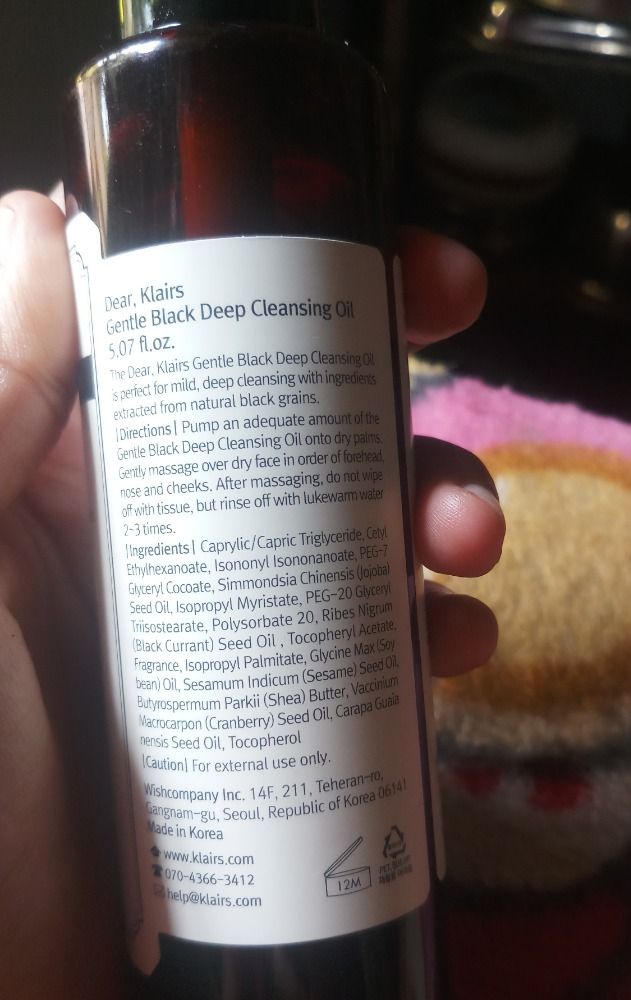 Dear, Klairs
Gentle Black Deep Cleansing Oil
5.07 fl.oz.
The Dear, Klairs Gentle Black Deep Cleansing Oil
is perfect for mild, deep cleansing with ingredients
extracted from natural black grains.
|Directions| Pump an adequate amount of the
Gentle Black Deep Cleansing Oil onto dry palms.
Gently massage over dry face in order of forehead,
nose and cheeks. After massaging, do not wipe
off with tissue, but rinse off with lukewarm water
2-3 times.
|Ingredients| Caprylic/Capric Triglyceride, Cetyl
Ethylhexanoate, Isononyl Isononanoate, PEG-7
Glyceryl Cocoate, Simmondsia Chinensis (Jojoba)
Seed Oil, Isopropyl Myristate, PEG-20 Glyceryl
Triisostearate, Polysorbate 20, Ribes Nigrum
(Black Currant) Seed Oil , Tocopheryl Acetate,
Fragrance, Isopropyl Palmitate, Glycine Max (Soy
bean) Oil, Sesamum Indicum (Sesame) Seed Oil,
Butyrospermum Parkii (Shea) Butter, Vaccinium
Macrocarpon (Cranberry) Seed Oil, Carapa Guaia
nensis Seed Oil, Tocopherol
|Caution| For external use only.
Wishcompany Inc. 14F, 211, Teheran-ro,
Gangnam-gu, Seoul, Republic of Korea 06141
Made in Korea
www.klairs.com
070-4366-3412
help@klairs.com
12M